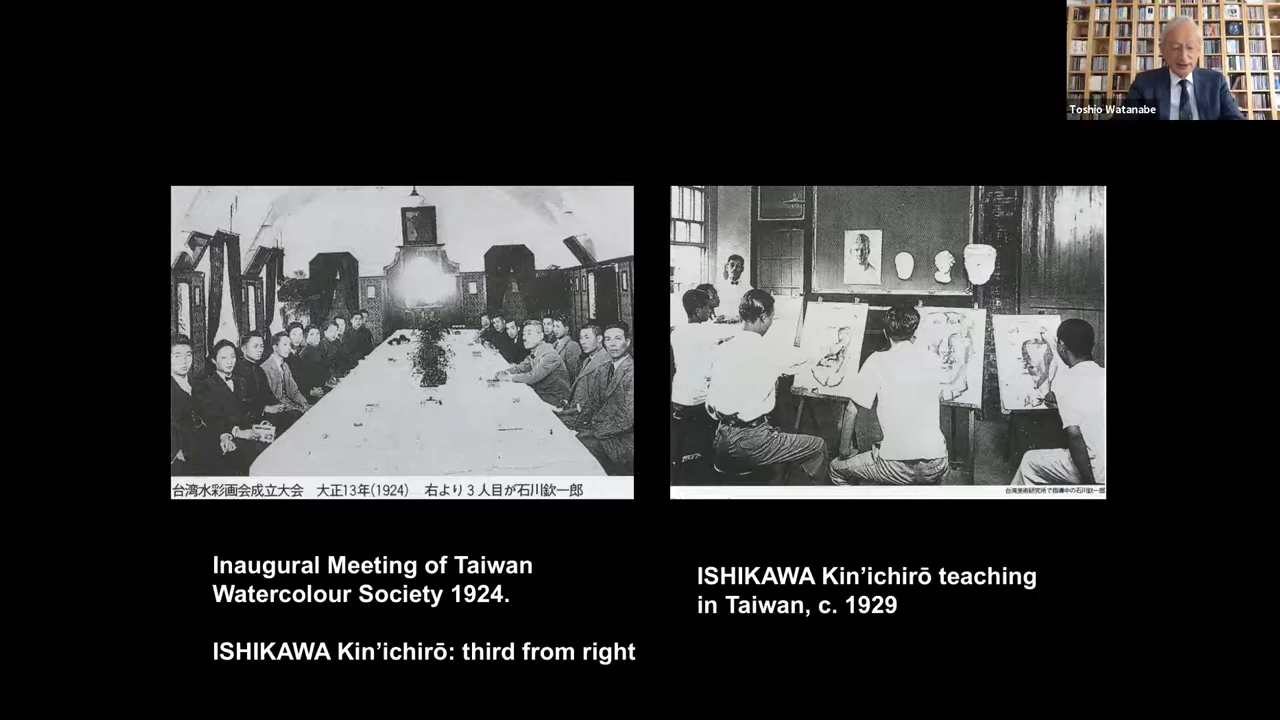 Toshio Watanabe
台湾水彩画会成立大会 大正13年(1924) 右より3人目が石川欽一郎
台湾美術研究所で指導中の石川欽一郎
Inaugural Meeting of Taiwan
Watercolour Society 1924.
ISHIKAWA Kin’ichirō: third from right
ISHIKAWA Kin’ichirō teaching
in Taiwan, c. 1929